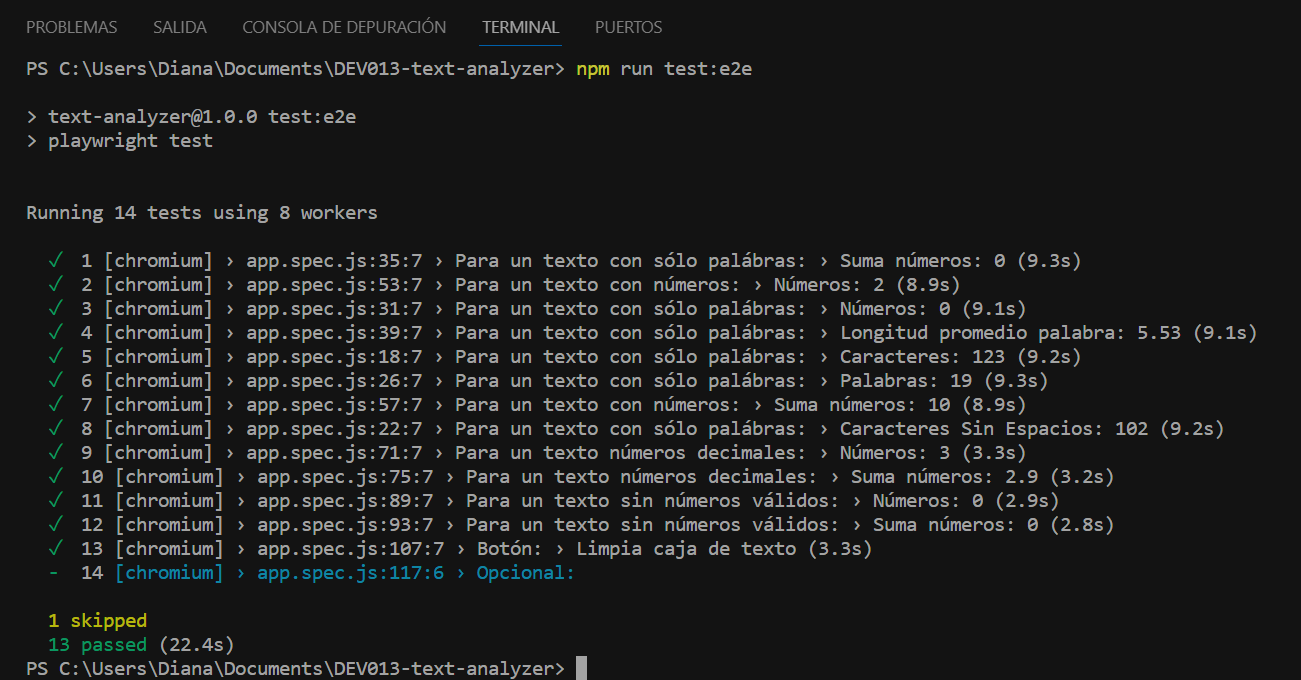 PROBLEMAS SALIDA CONSOLA DE DEPURACIÓN TERMINAL PUERTOS
PS C:\Users\Diana\Documents\DEV013-text-analyzer> npm run test:e2e
> text-analyzer@1.0.0 test:e2e
> playwright test
Running 14 tests using 8 workers
✓ 1 [chromium] › app.spec.js:35:7 › Para un texto con sólo palábras: › Suma números: 0 (9.3s)
✓ 2 [chromium] › app.spec.js:53:7 › Para un texto con números: › Números: 2 (8.9s)
✓ 3 [chromium] › app.spec.js:31:7 › Para un texto con sólo palábras: › Números: 0 (9.1s)
✓ 4 [chromium] › app.spec.js:39:7 › Para un texto con sólo palábras: › Longitud promedio palabra: 5.53 (9.1s)
✓ 5 [chromium] › app.spec.js:18:7 › Para un texto con sólo palábras: › Caracteres: 123 (9.2s)
✓ 6 [chromium] › app.spec.js:26:7 › Para un texto con sólo palábras: › Palabras: 19 (9.3s)
✓ 7 [chromium] › app.spec.js:57:7 › Para un texto con números: › Suma números: 10 (8.9s)
✓ 8 [chromium] › app.spec.js:22:7 › Para un texto con sólo palábras: › Caracteres Sin Espacios: 102 (9.2s)
✓ 9 [chromium] › app.spec.js:71:7 › Para un texto números decimales: › Números: 3 (3.3s)
✓ 10 [chromium] › app.spec.js:75:7 › Para un texto números decimales: › Suma números: 2.9 (3.2s)
✓ 11 [chromium] › app.spec.js:89:7 › Para un texto sin números válidos: › Números: 0 (2.9s)
✓ 12 [chromium] › app.spec.js:93:7 › Para un texto sin números válidos: › Suma números: 0 (2.8s)
✓ 13 [chromium] › app.spec.js:107:7 › Botón: › Limpia caja de texto (3.3s)
- 14 [chromium] › app.spec.js:117:6 › Opcional:
1 skipped
13 passed (22.4s)
PS C:\Users\Diana\Documents\DEV013-text-analyzer>